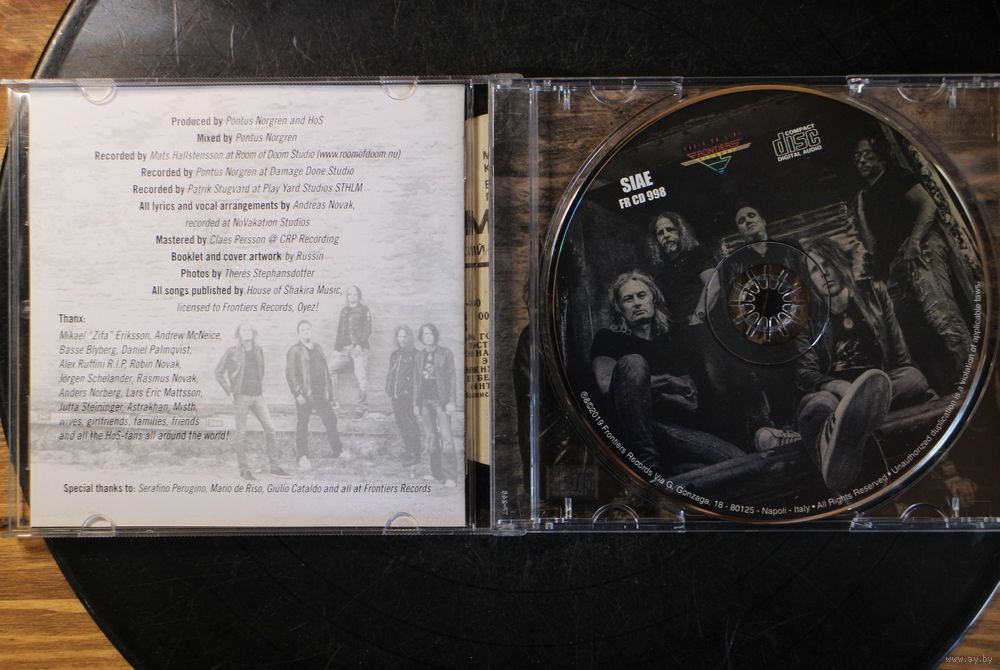 Produced by Pontus Norgren and HoS
Mixed by Pontus Norgren
Recorded by Mats Hallstensson at Room of Doom Studio (www.roomofdoom.nu)
Recorded by Pontus Norgren at Damage Done Studio
Recorded by Patrik Stugvard at Play Yard Studios STHLM
All lyrics and vocal arrangements by Andreas Novak,
recorded at NoVakation Studios
Mastered by Claes Persson @ CRP Recording
Booklet and cover artwork by Russin
Photos by Therés Stephansdotter
All songs published by House of Shakira Music,
licensed to Frontiers Records, Oyez!
Thanx:
Mikael "Zifa" Eriksson, Andrew McNeice,
Basse Blyberg, Daniel Palmqvist,
Alex Ruffini R.I.P, Robin Novak,
Jörgen Schelander, Rasmus Novak,
Anders Norberg, Lars Eric Mattsson,
Jutta Steininger, Astrakhan, Misth,
wives, girlfriends, families, friends
and all the HoS-fans all around the world!
Special thanks to: Serafino Perugino, Mario de Riso, Giulio Cataldo and all at Frontiers Records
FRONTIERS
COMPACT
disc
DIGITAL AUDIO
SIAE
FR CD 998
℗&©2019 Frontiers Records Via G. Gonzaga, 18 - 80125 - Napoli - Italy • All Rights Reserved • Unauthorized duplication is a violation of applicable laws.
www.ay.by